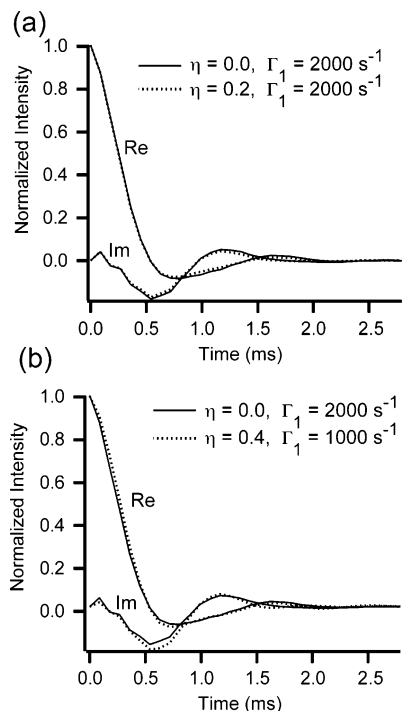 (a)
1.0
0.8
0.6
0.4
0.2
0.0
Normalized Intensity
η = 0.0, Γ1 = 2000 s-1
η = 0.2, Γ1 = 2000 s-1
Re
Im
0.0 0.5 1.0 1.5 2.0 2.5
Time (ms)
(b)
1.0
0.8
0.6
0.4
0.2
0.0
Normalized Intensity
η = 0.0, Γ1 = 2000 s-1
η = 0.4, Γ1 = 1000 s-1
Re
Im
0.0 0.5 1.0 1.5 2.0 2.5
Time (ms)